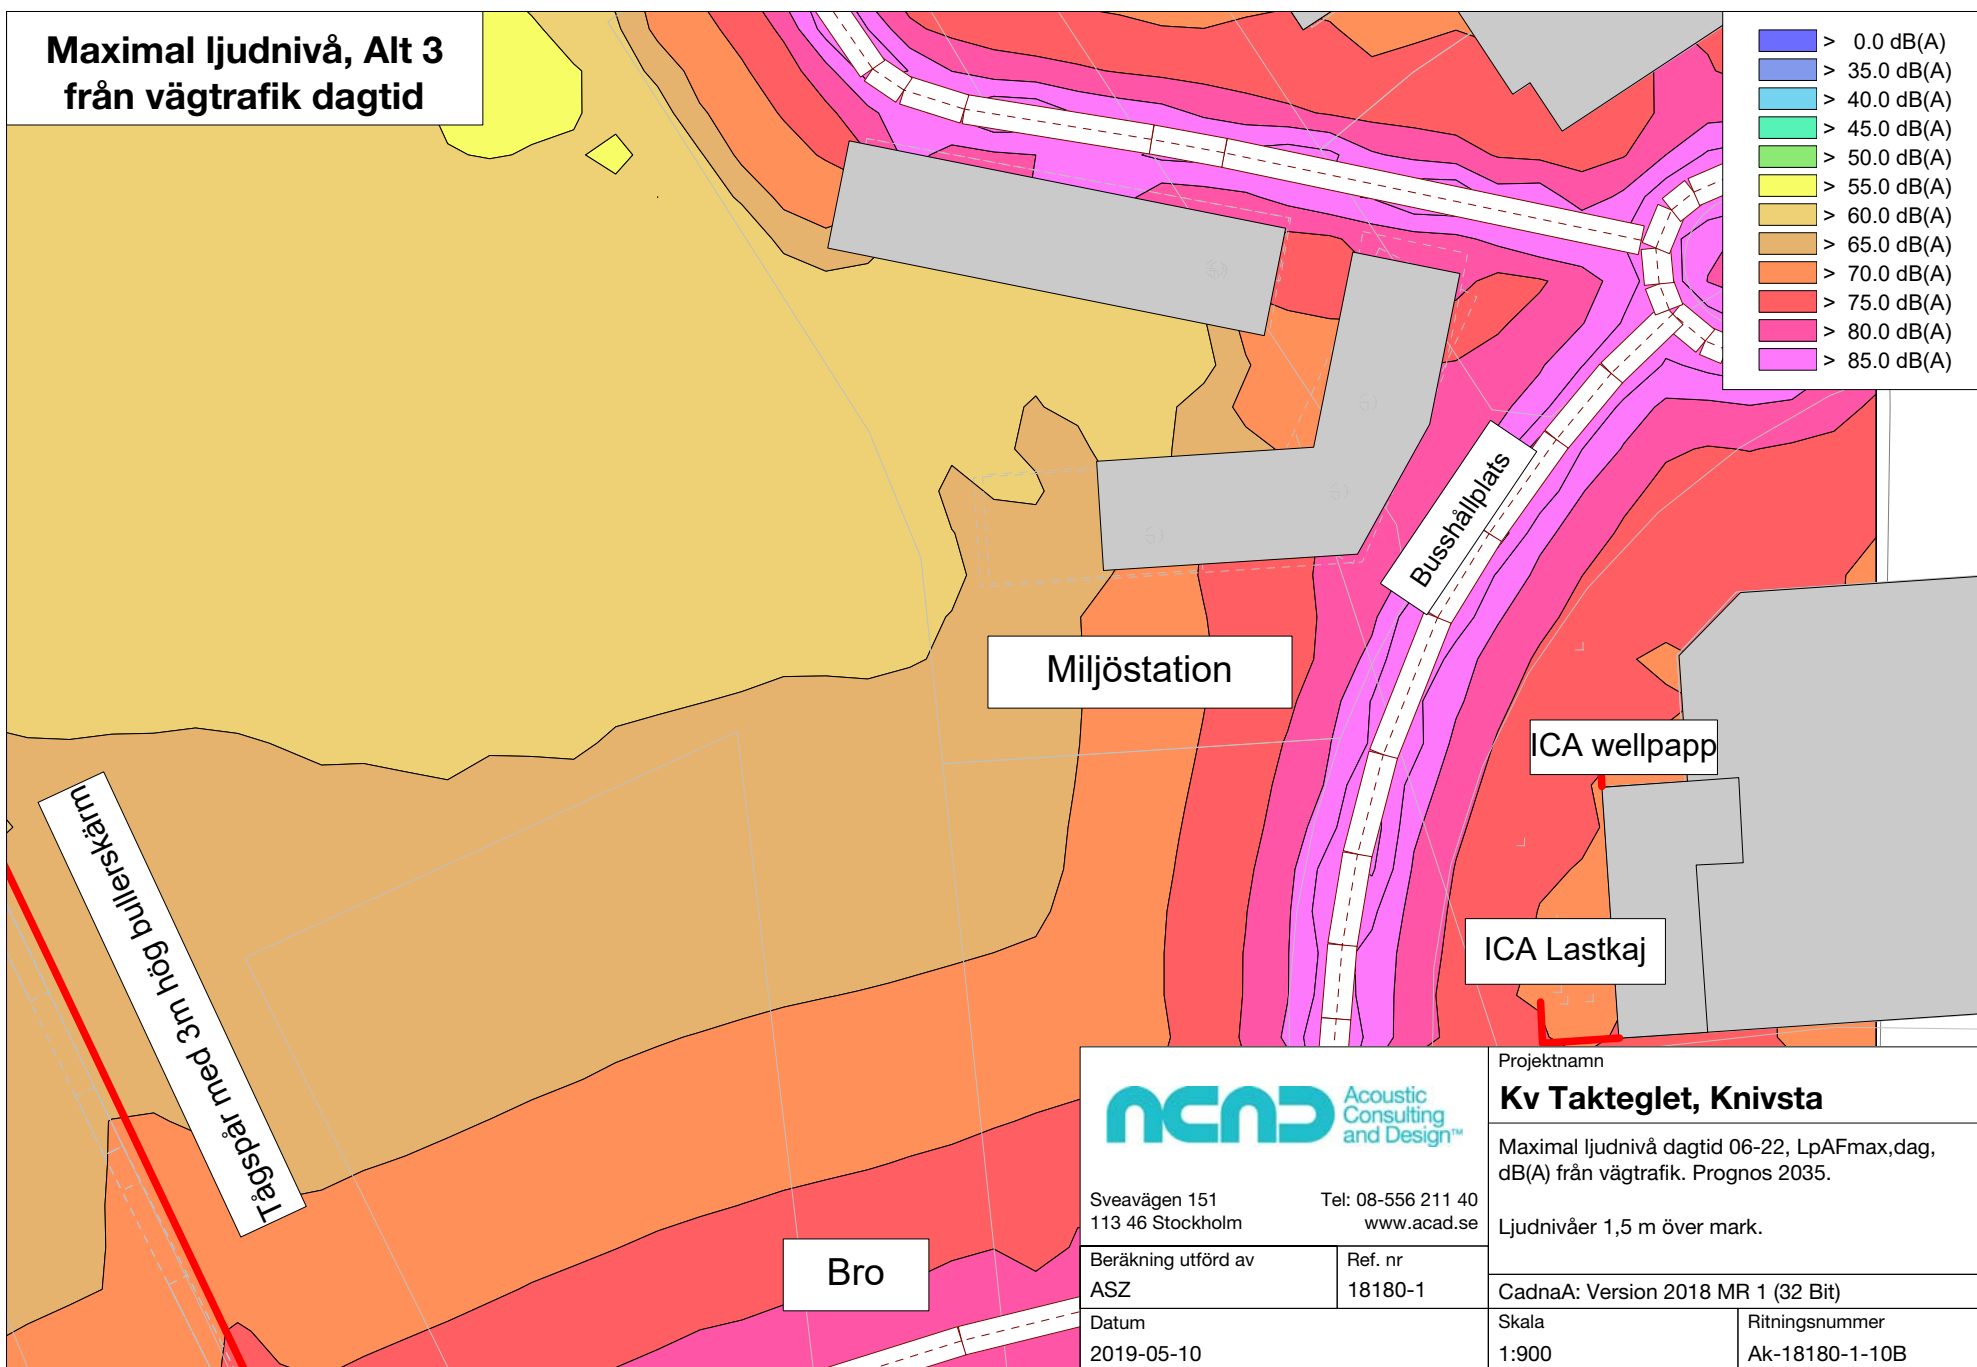 Maximal ljudnivå, Alt 3
från vägtrafik dagtid
> 0.0 dB(A)
> 35.0 dB(A)
> 40.0 dB(A)
> 45.0 dB(A)
> 50.0 dB(A)
> 55.0 dB(A)
> 60.0 dB(A)
> 65.0 dB(A)
> 70.0 dB(A)
> 75.0 dB(A)
> 80.0 dB(A)
> 85.0 dB(A)
Busshållplats
Miljöstation
ICA wellpapp
ICA Lastkaj
Tågspår med 3m hög bullerskärm
Bro
ACAD
Acoustic
Consulting
and Design™
Sveavägen 151
113 46 Stockholm
Tel: 08-556 211 40
www.acad.se
Beräkning utförd av
ASZ
Ref. nr
18180-1
Datum
2019-05-10
Projektnamn
Kv Takteglet, Knivsta
Maximal ljudnivå dagtid 06-22, LpAFmax,dag,
dB(A) från vägtrafik. Prognos 2035.
Ljudnivåer 1,5 m över mark.
CadnaA: Version 2018 MR 1 (32 Bit)
Skala
1:900
Ritningsnummer
Ak-18180-1-10B